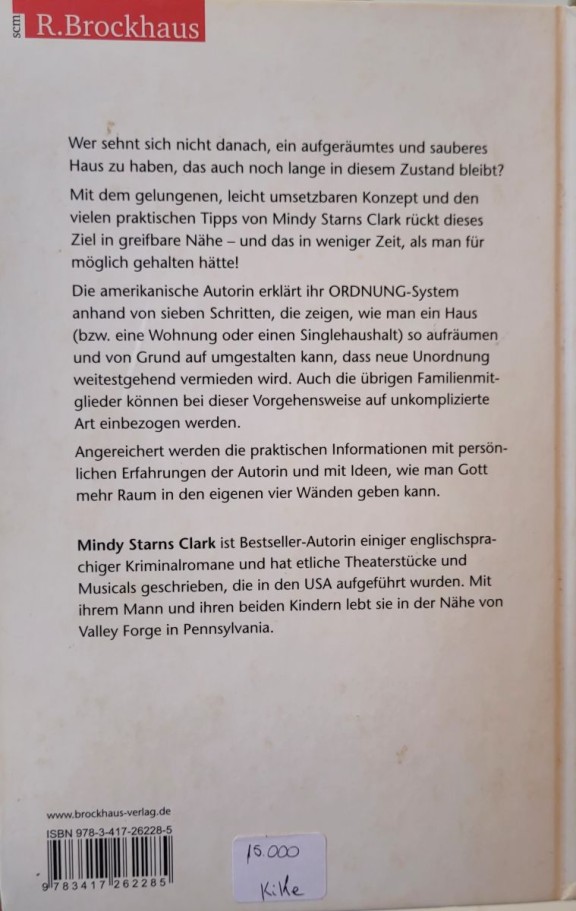 scm
R.Brockhaus
Wer sehnt sich nicht danach, ein aufgeräumtes und sauberes
Haus zu haben, das auch noch lange in diesem Zustand bleibt?
Mit dem gelungenen, leicht umsetzbaren Konzept und den
vielen praktischen Tipps von Mindy Starns Clark rückt dieses
Ziel in greifbare Nähe – und das in weniger Zeit, als man für
möglich gehalten hätte!
Die amerikanische Autorin erklärt ihr ORDNUNG-System
anhand von sieben Schritten, die zeigen, wie man ein Haus
(bzw. eine Wohnung oder einen Singlehaushalt) so aufräumen
und von Grund auf umgestalten kann, dass neue Unordnung
weitestgehend vermieden wird. Auch die übrigen Familienmit-
glieder können bei dieser Vorgehensweise auf unkomplizierte
Art einbezogen werden.
Angereichert werden die praktischen Informationen mit persön-
lichen Erfahrungen der Autorin und mit Ideen, wie man Gott
mehr Raum in den eigenen vier Wänden geben kann.
Mindy Starns Clark ist Bestseller-Autorin einiger englischspra-
chiger Kriminalromane und hat etliche Theaterstücke und
Musicals geschrieben, die in den USA aufgeführt wurden. Mit
ihrem Mann und ihren beiden Kindern lebt sie in der Nähe von
Valley Forge in Pennsylvania.
www.brockhaus-verlag.de
ISBN 978-3-417-26228-5
9 783417 262285
15.000
KiKe